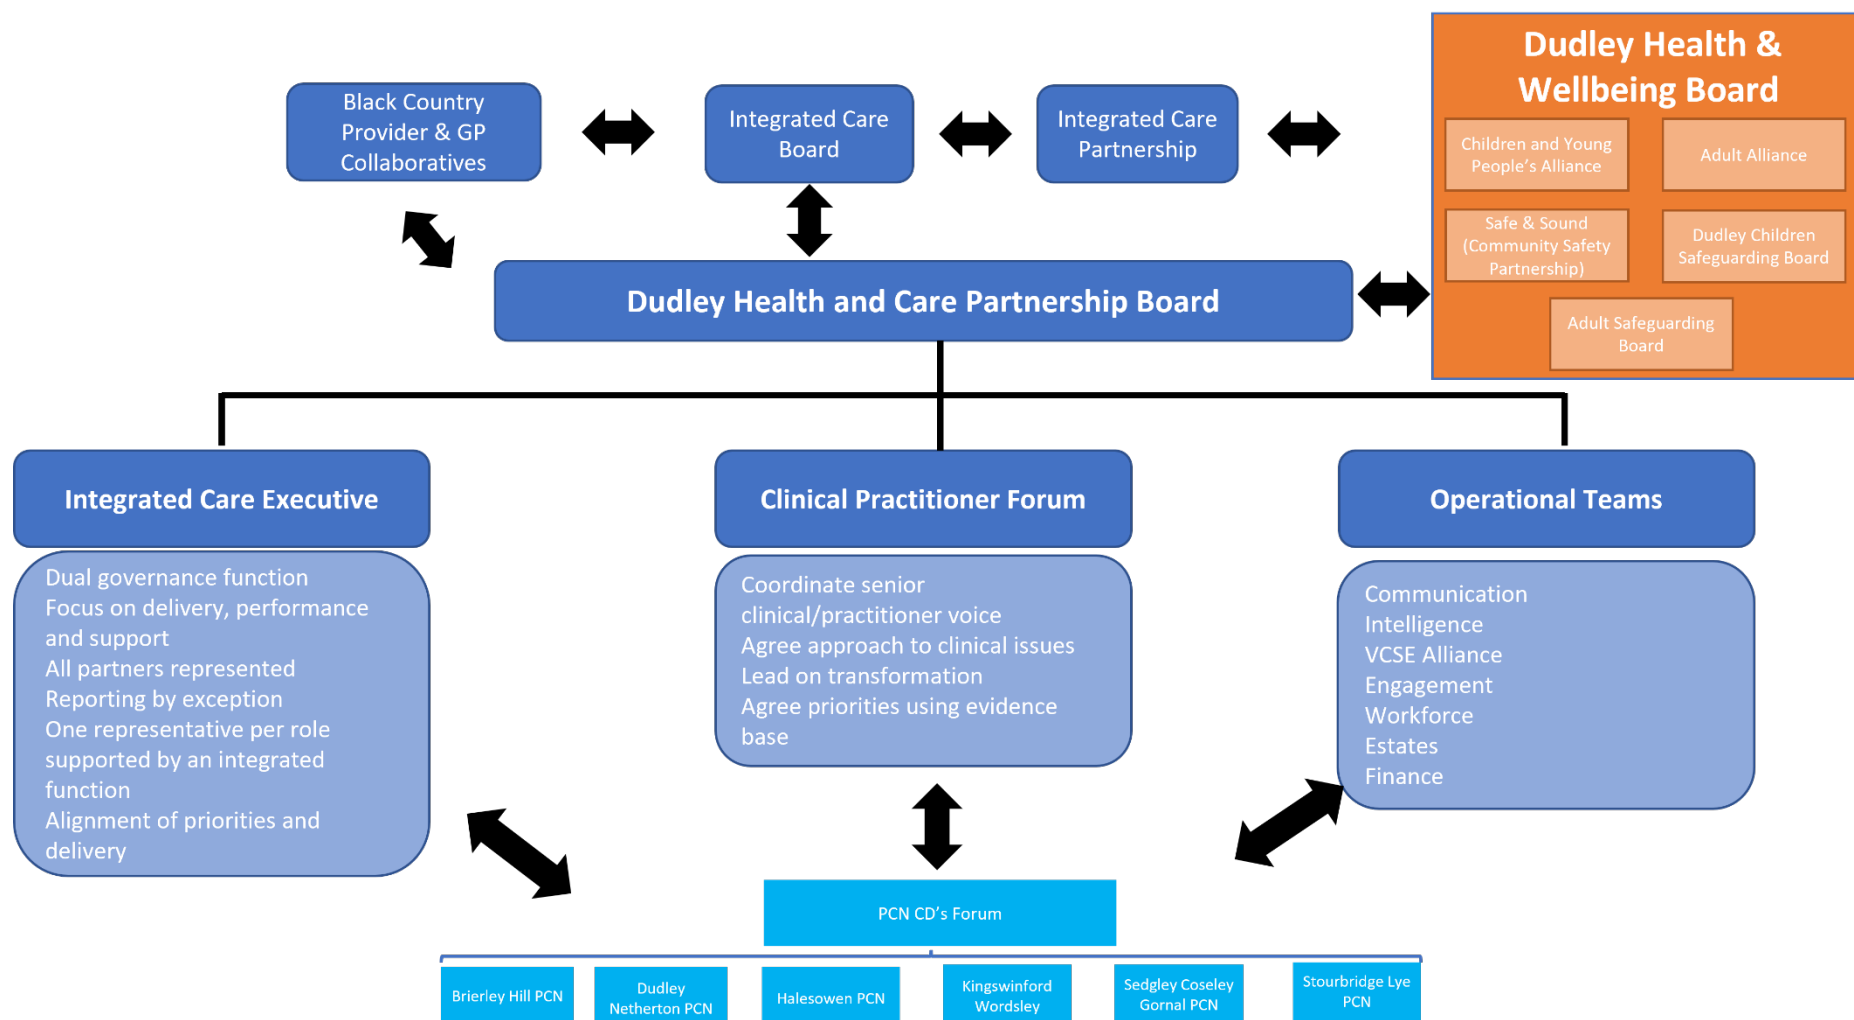 Dudley Health &
Wellbeing Board
Black Country
Provider & GP
Collaboratives
Integrated Care
Board
Integrated Care
Partnership
Children and Young
People's Alliance
Adult Alliance
Safe & Sound
(Community Safety
Partnership)
Dudley Children
Safeguarding Board
Adult Safeguarding
Board
Dudley Health and Care Partnership Board
Integrated Care Executive
Dual governance function
Focus on delivery, performance
and support
All partners represented
Reporting by exception
One representative per role
supported by an integrated
function
Alignment of priorities and
delivery
Clinical Practitioner Forum
Coordinate senior
clinical/practitioner voice
Agree approach to clinical issues
Lead on transformation
Agree priorities using evidence
base
Operational Teams
Communication
Intelligence
VCSE Alliance
Engagement
Workforce
Estates
Finance
PCN CD's Forum
Brierley Hill PCN
Dudley
Netherton PCN
Halesowen PCN
Kingswinford
Wordsley
Sedgley Coseley
Gornal PCN
Stourbridge Lye
PCN